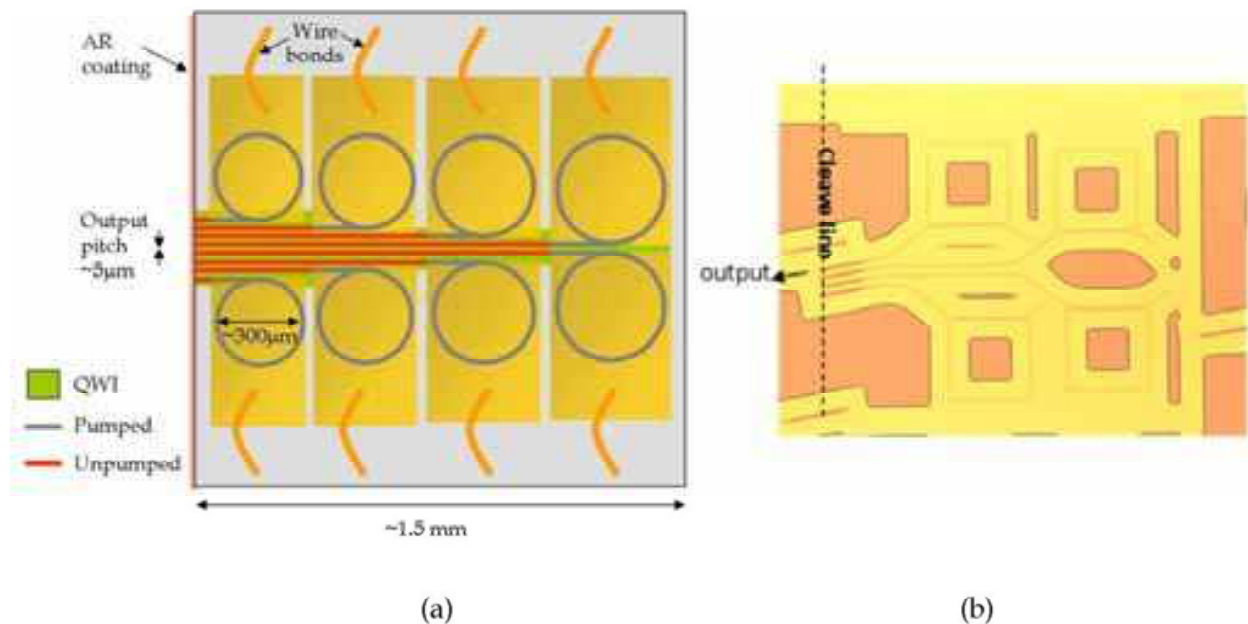 AR
coating
Wire
bonds
Output
pitch
~5μm
~300μm
QWI
Pumped
Unpumped
~1.5 mm
(a)
Cleave line
output
(b)